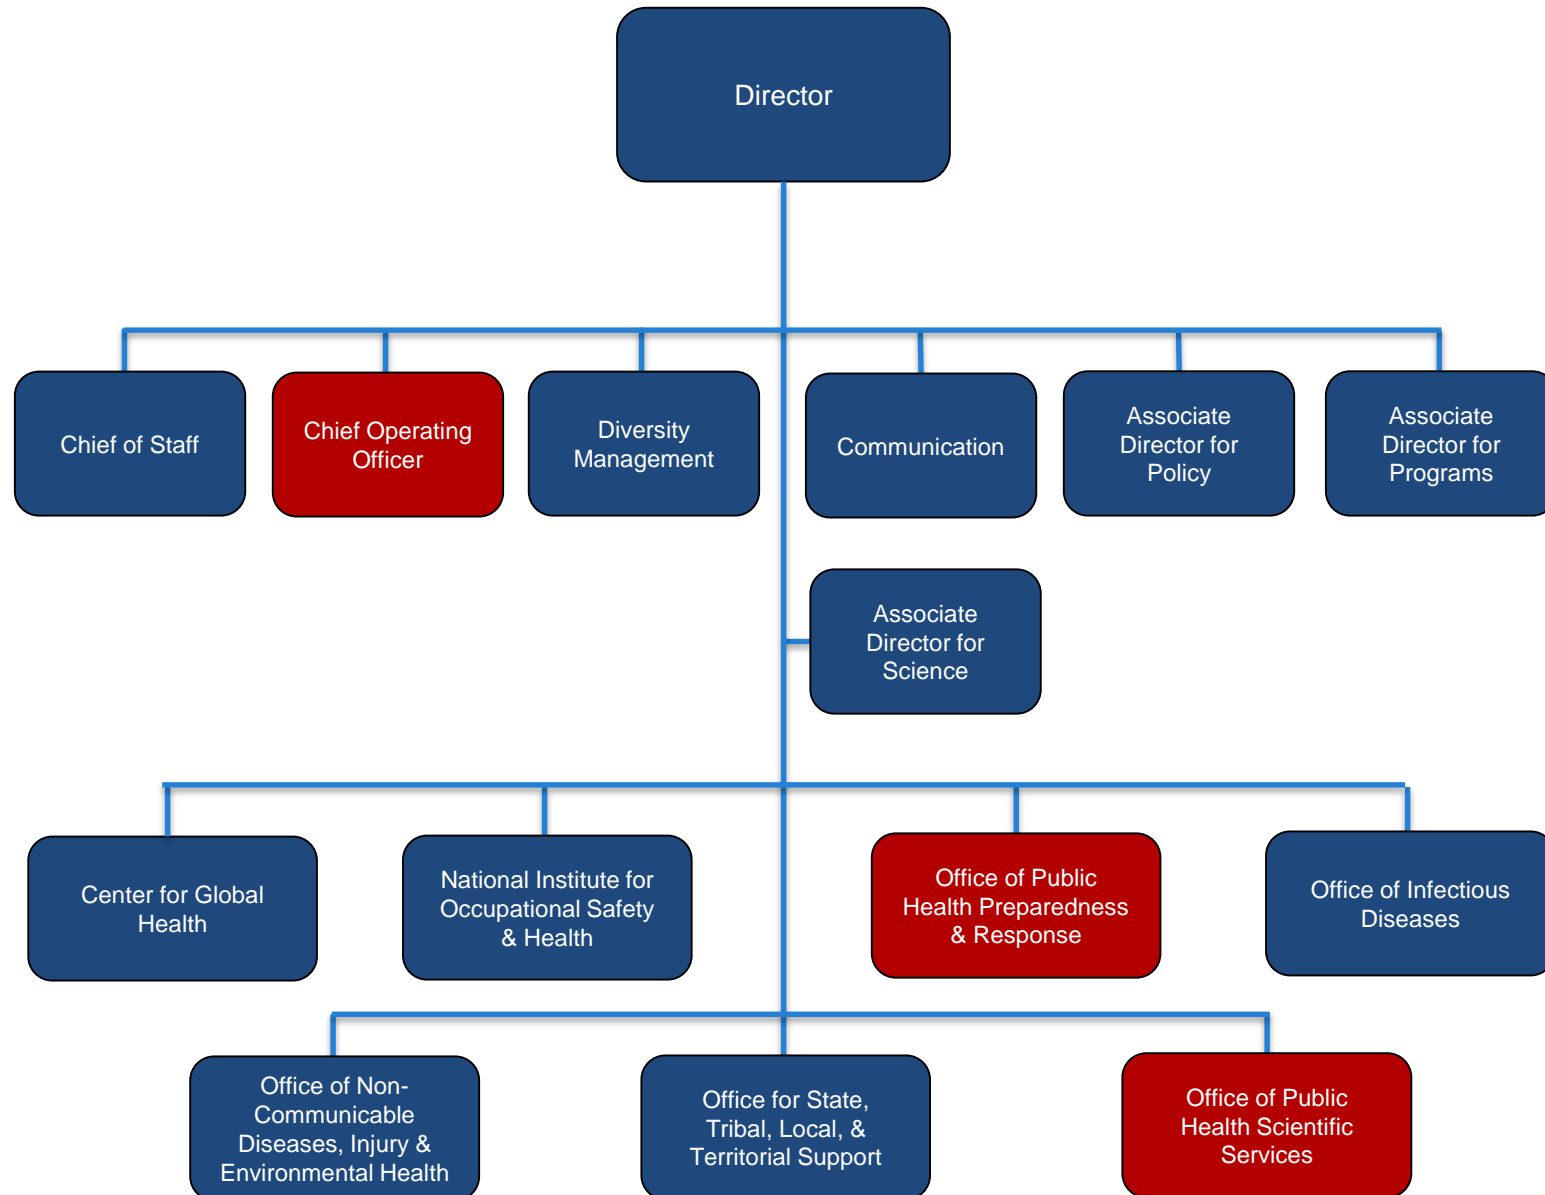 Director
Chief of Staff
Chief Operating
Officer
Diversity
Management
Communication
Associate
Director for
Policy
Associate
Director for
Programs
Associate
Director for
Science
Center for Global
Health
National Institute for
Occupational Safety
& Health
Office of Public
Health Preparedness
& Response
Office of Infectious
Diseases
Office of Non-
Communicable
Diseases, Injury &
Environmental Health
Office for State,
Tribal, Local, &
Territorial Support
Office of Public
Health Scientific
Services